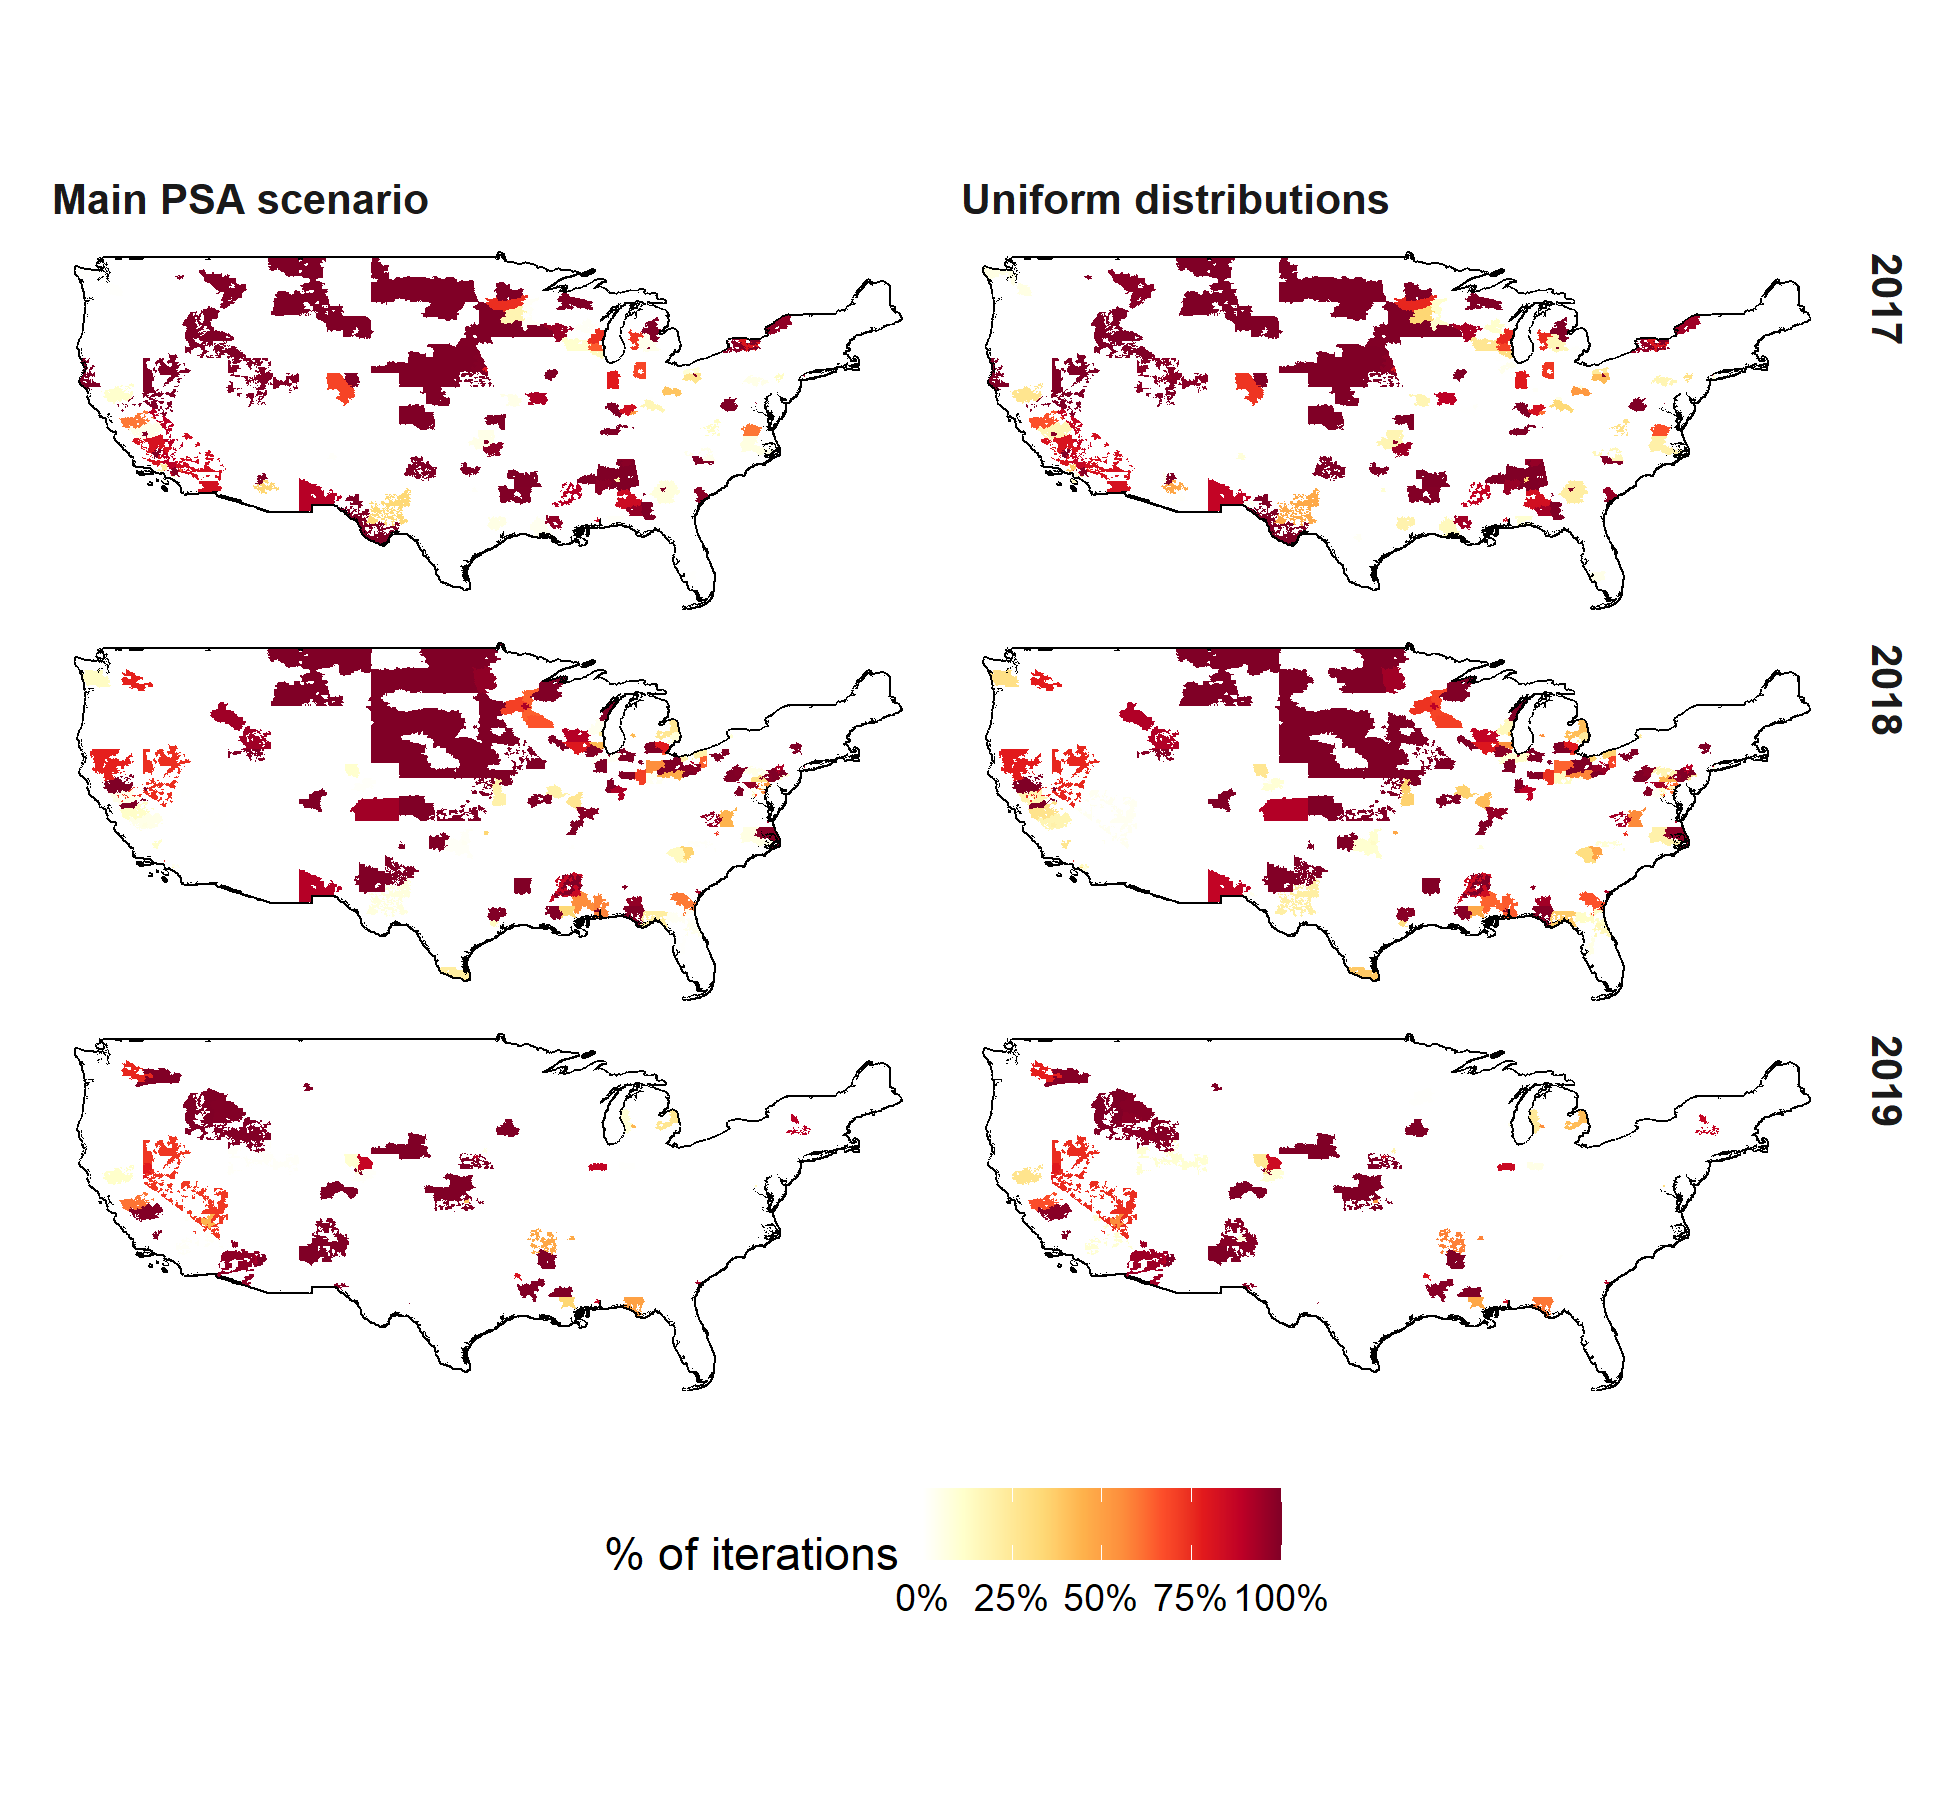 Main PSA scenario
Uniform distributions
2017
2018
2019
% of iterations
0% 25% 50% 75% 100%